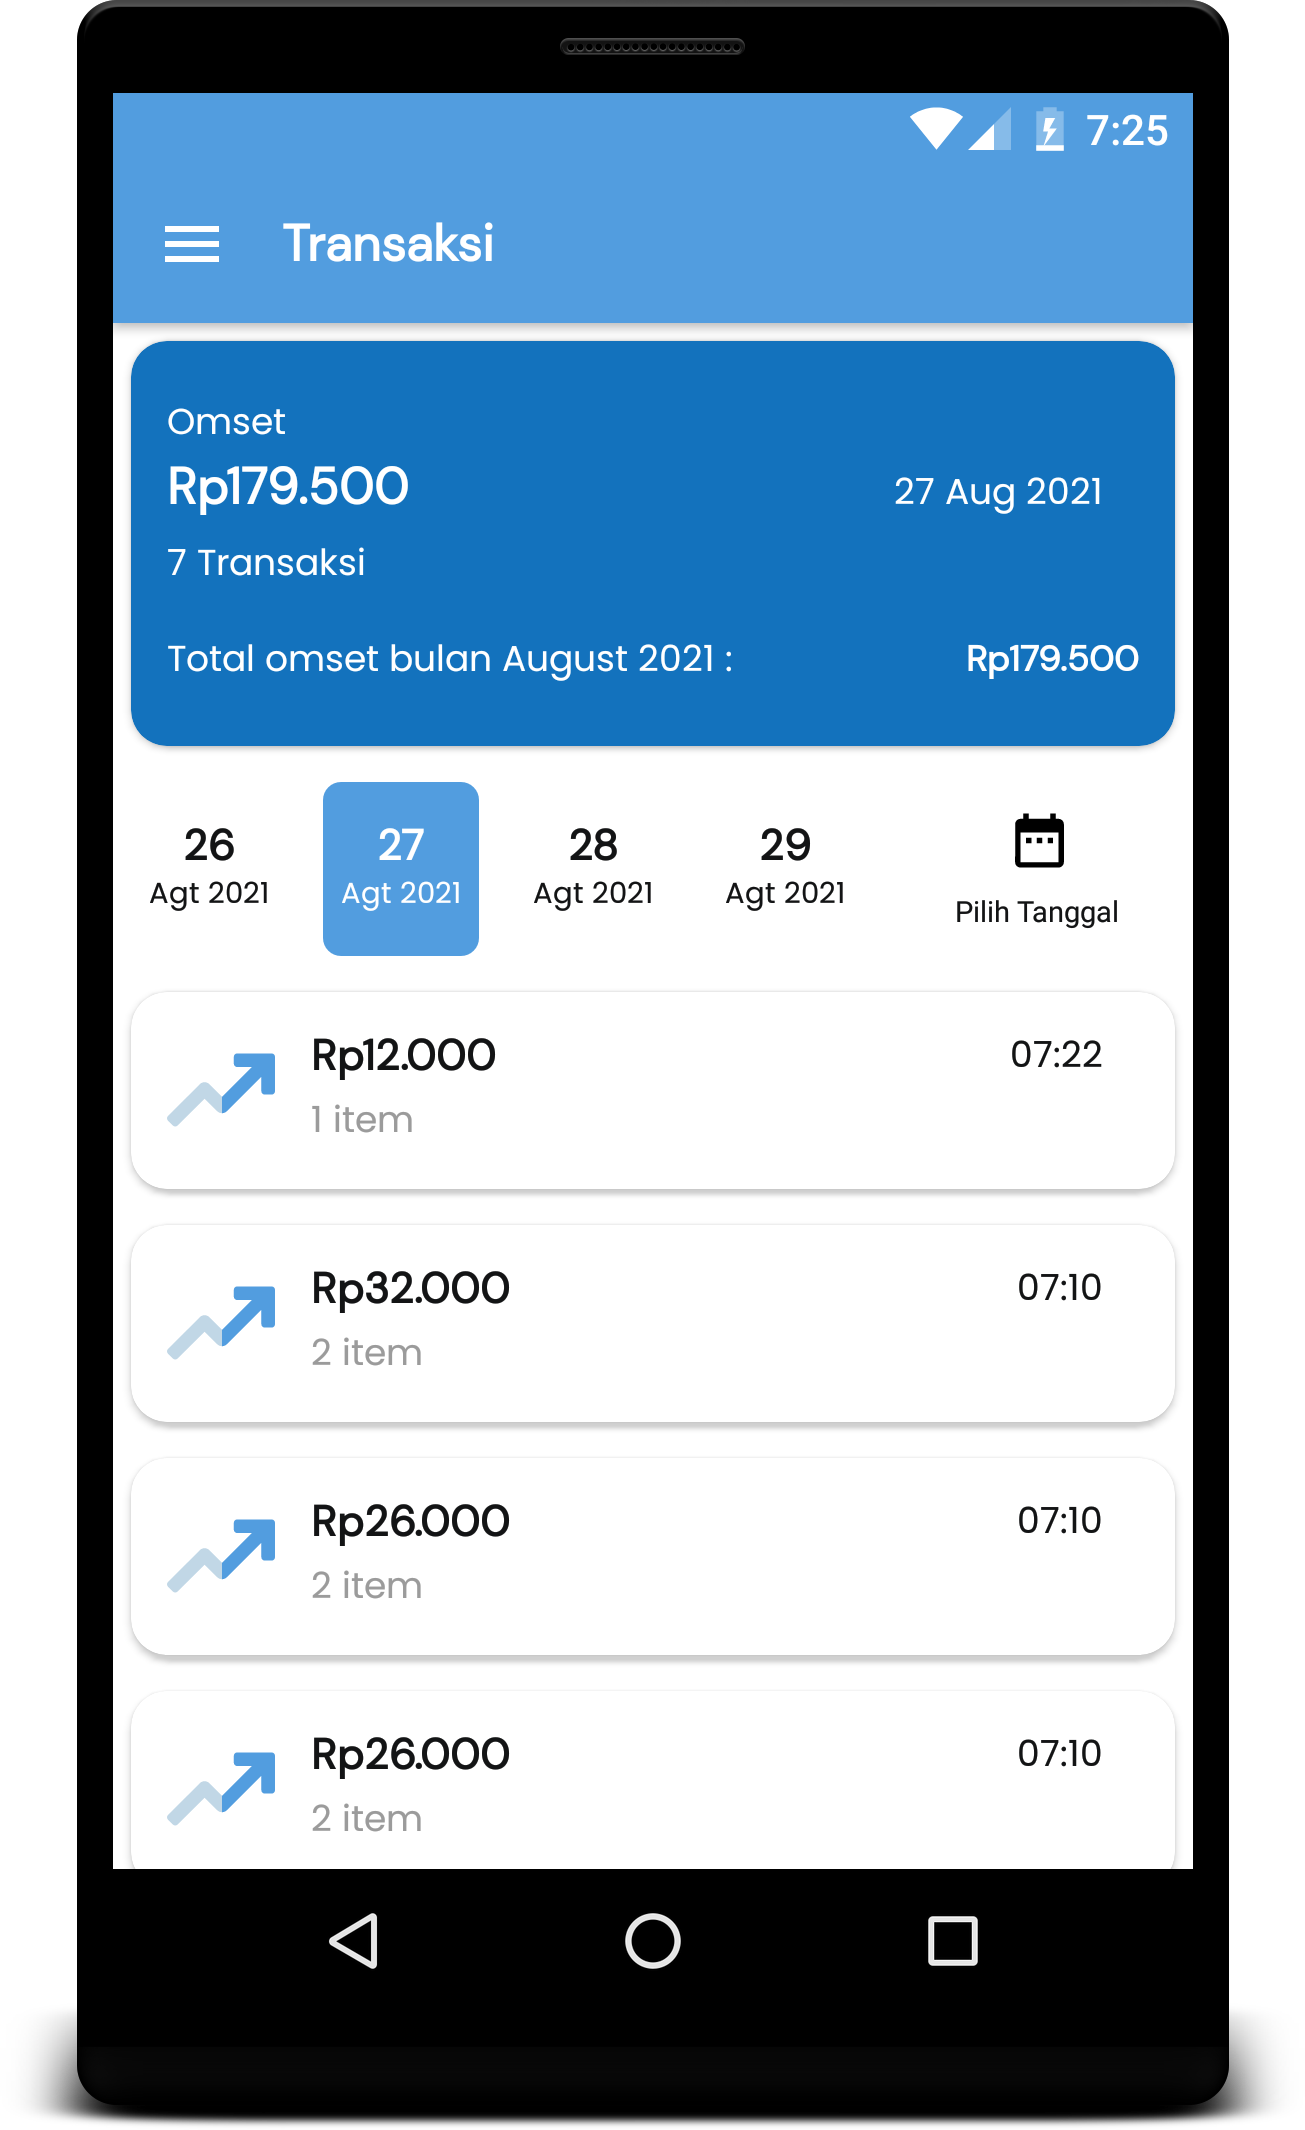 7:25
Transaksi
Omset
Rp179.500
27 Aug 2021
7 Transaksi
Total omset bulan August 2021 :
Rp179.500
26
Agt 2021
27
Agt 2021
28
Agt 2021
29
Agt 2021
Pilih Tanggal
Rp12.000
07:22
1 item
Rp32.000
07:10
2 item
Rp26.000
07:10
2 item
Rp26.000
07:10
2 item